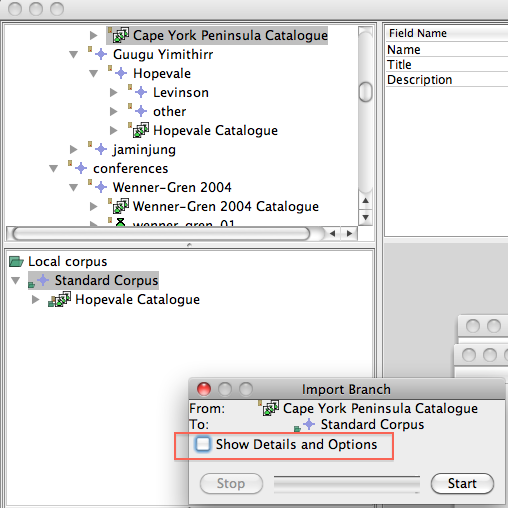 Cape York Peninsula Catalogue
Guugu Yimithirr
Hopevale
Levinson
other
Hopevale Catalogue
jaminjung
conferences
Wenner-Gren 2004
Wenner-Gren 2004 Catalogue
wenner_gren_01
Field Name
Name
Title
Description
Local corpus
Standard Corpus
Hopevale Catalogue
Import Branch
From: Cape York Peninsula Catalogue
To: Standard Corpus
Show Details and Options
Stop Start